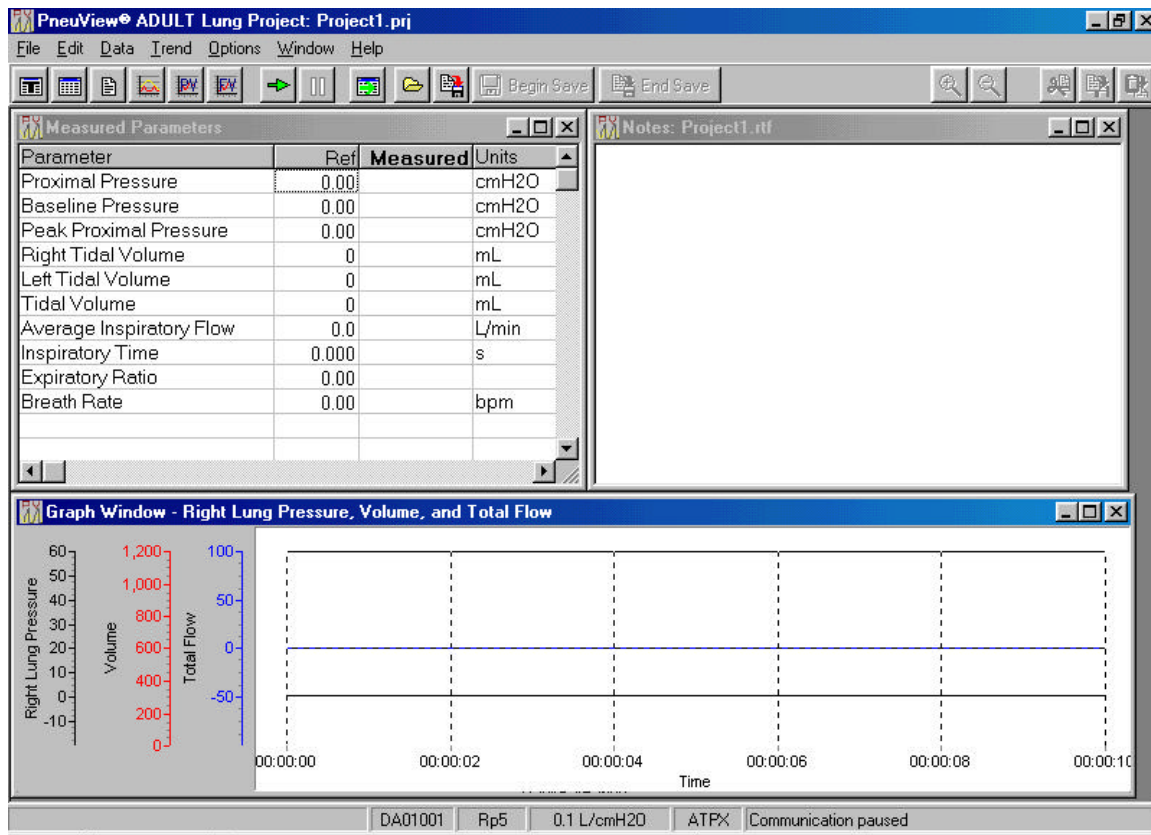 PneuView® ADULT Lung Project: Project1.prj
File Edit Data Trend Options Window Help
PV FV Begin Save End Save
Measured Parameters
Parameter Ref Measured Units
Proximal Pressure 0.00 cmH2O
Baseline Pressure 0.00 cmH2O
Peak Proximal Pressure 0.00 cmH2O
Right Tidal Volume 0 mL
Left Tidal Volume 0 mL
Tidal Volume 0 mL
Average Inspiratory Flow 0.0 L/min
Inspiratory Time 0.000 s
Expiratory Ratio 0.00
Breath Rate 0.00 bpm
Notes: Project1.rtf
Graph Window - Right Lung Pressure, Volume, and Total Flow
Right Lung Pressure
60
50
40
30
20
10
0
-10
Volume
1,200
1,000
800
600
400
200
0
Total Flow
100
50
0
-50
00:00:00 00:00:02 00:00:04 00:00:06 00:00:08 00:00:10
Time
DA01001 Rp5 0.1 L/cmH2O ATPX Communication paused